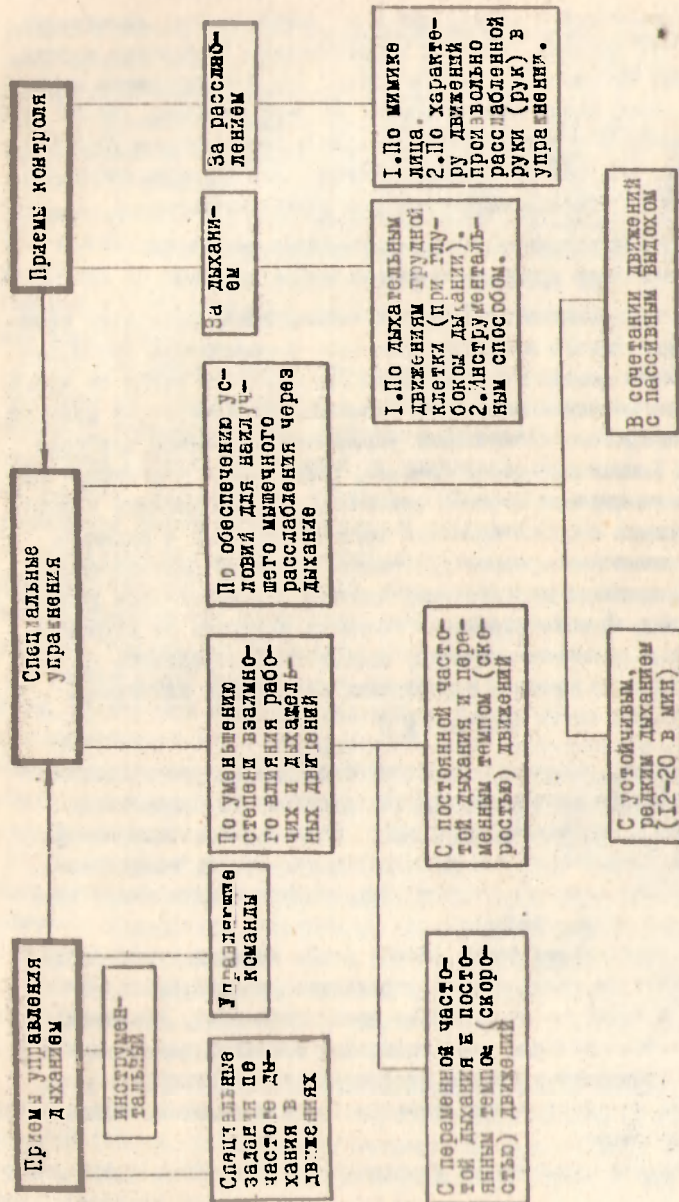 Приемы управления
дыханием
инструмен-
тальный
Специальные
упражнения
Приемы контроля
Специальные
задания по
частоте ды-
хания в
движениях
Управляющие
команды
По уменьшению
степени взаимно-
го влияния рабо-
чих и дыхатель-
ных движений
По обеспечению ус-
ловий для наилуч-
шего мышечного
расслабления через
дыхание
За дыхани-
ем
За расслаб-
лением
С переменной часто-
той дыхания и посто-
янным темпом (скоро-
стью) движений
С постоянной часто-
той дыхания и пере-
менным темпом (ско-
ростью) движений
I.По дыхательным
движениям грудной
клетки (при глу-
боком дыхании).
2.Инструменталь-
ным способом.
I.По мимике
лица.
2.По характе-
ру движений
произвольно
расслабленной
руки (рук) в
упражнении.
С устойчивым,
редким дыханием
(I2-20 в мин)
В сочетании движений
с пассивным выдохом